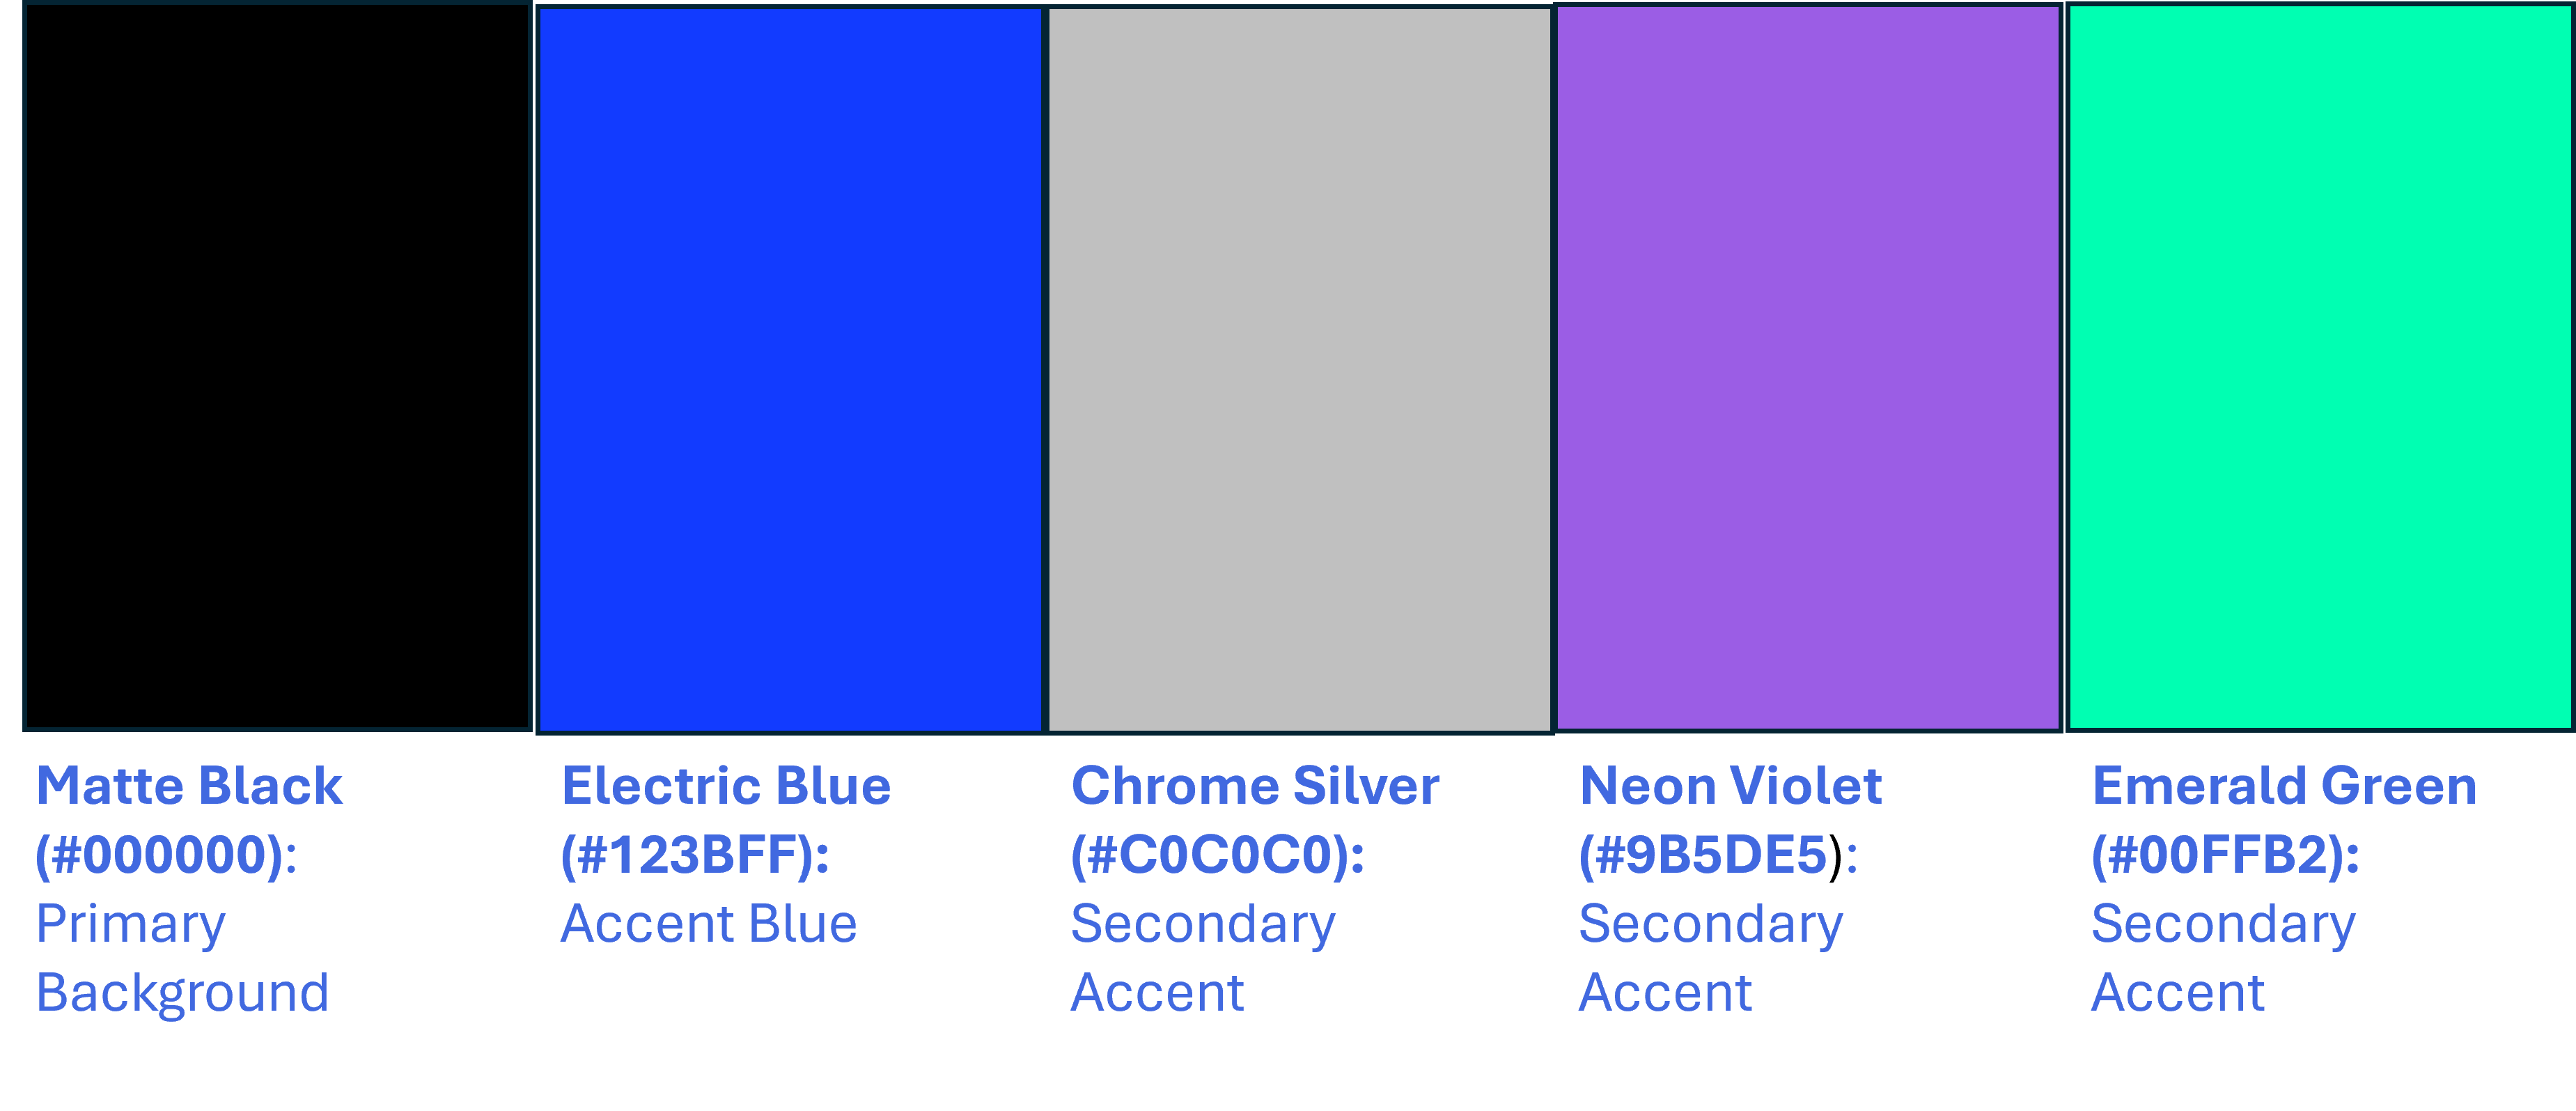 Matte Black
(#000000):
Primary
Background
Electric Blue
(#123BFF):
Accent Blue
Chrome Silver
(#C0C0C0):
Secondary
Accent
Neon Violet
(#9B5DE5):
Secondary
Accent
Emerald Green
(#00FFB2):
Secondary
Accent